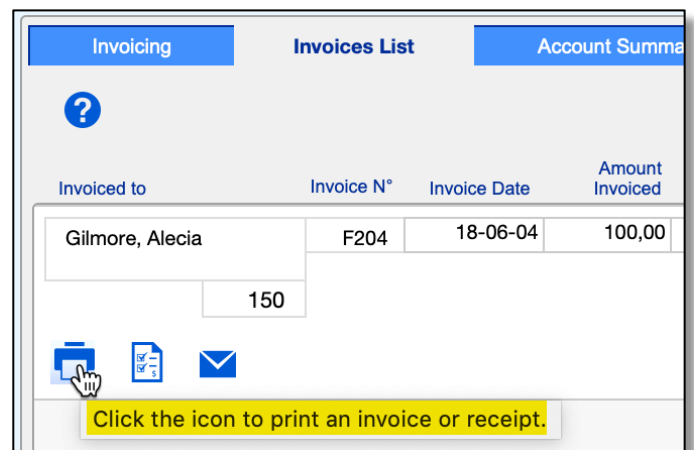 Invoicing
Invoices List
Account Summa
?
Invoiced to
Invoice N°
Invoice Date
Amount
Invoiced
Gilmore, Alecia
F204
18-06-04
100,00
150
Click the icon to print an invoice or receipt.